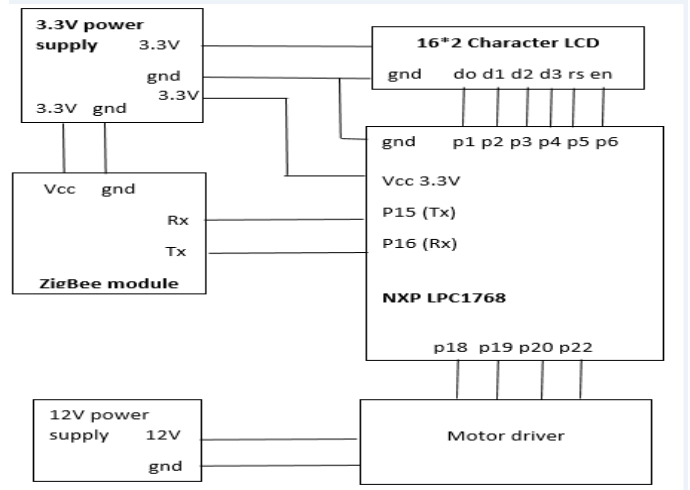 3.3V power
supply 3.3V
gnd
3.3V
3.3V gnd
16*2 Character LCD
gnd do d1 d2 d3 rs en
gnd p1 p2 p3 p4 p5 p6
Vcc 3.3V
P15 (Tx)
P16 (Rx)
NXP LPC1768
p18 p19 p20 p22
Vcc gnd
Rx
Tx
ZigBee module
12V power
supply 12V
gnd
Motor driver